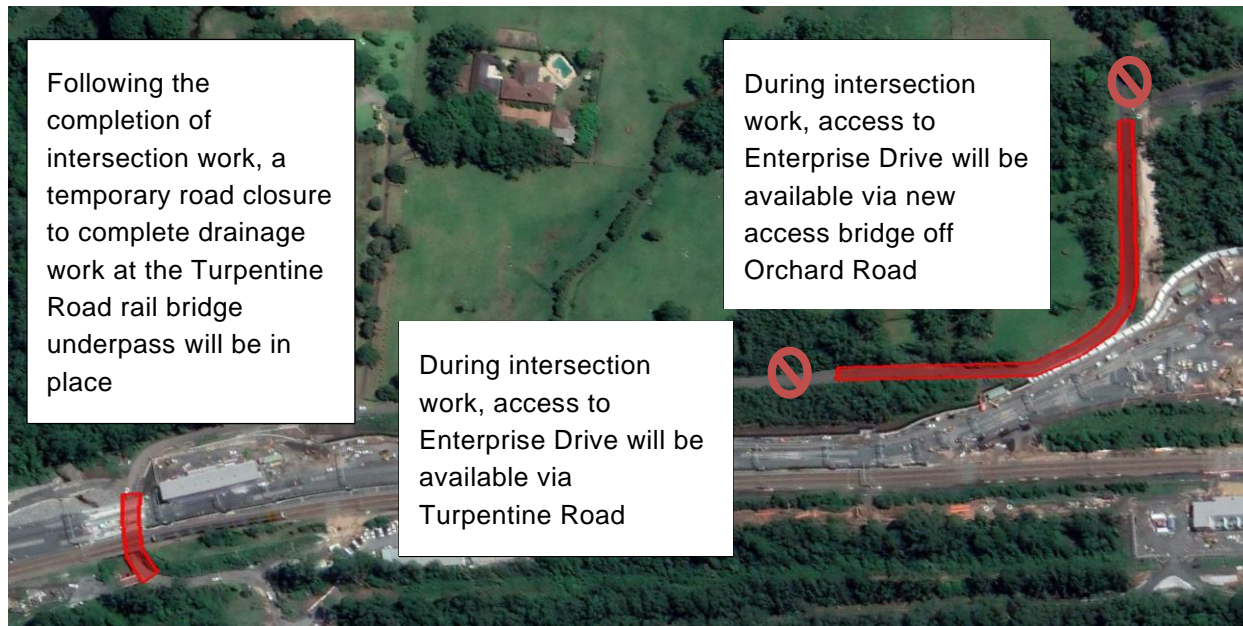 Following the
completion of
intersection work, a
temporary road closure
to complete drainage
work at the Turpentine
Road rail bridge
underpass will be in
place
During intersection
work, access to
Enterprise Drive will be
available via
Turpentine Road
During intersection
work, access to
Enterprise Drive will be
available via new
access bridge off
Orchard Road